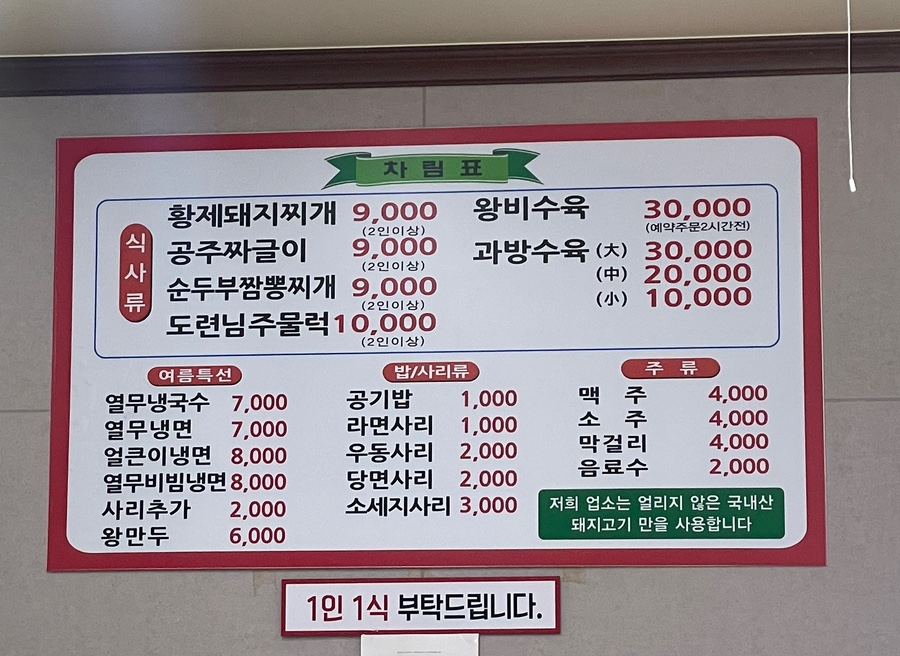 차림표
식사류
황제돼지찌개 9,000
(2인이상)
공주짜글이 9,000
(2인이상)
순두부짬뽕찌개 9,000
(2인이상)
도련님주물럭 10,000
(2인이상)
왕비수육 30,000
(예약주문2시간전)
과방수육 (大) 30,000
(中) 20,000
(小) 10,000
여름특선
열무냉국수 7,000
열무냉면 7,000
얼큰이냉면 8,000
열무비빔냉면 8,000
사리추가 2,000
왕만두 6,000
밥/사리류
공기밥 1,000
라면사리 1,000
우동사리 2,000
당면사리 2,000
소세지사리 3,000
주 류
맥 주 4,000
소 주 4,000
막걸리 4,000
음료수 2,000
저희 업소는 얼리지 않은 국내산
돼지고기 만을 사용합니다
1인 1식 부탁드립니다.